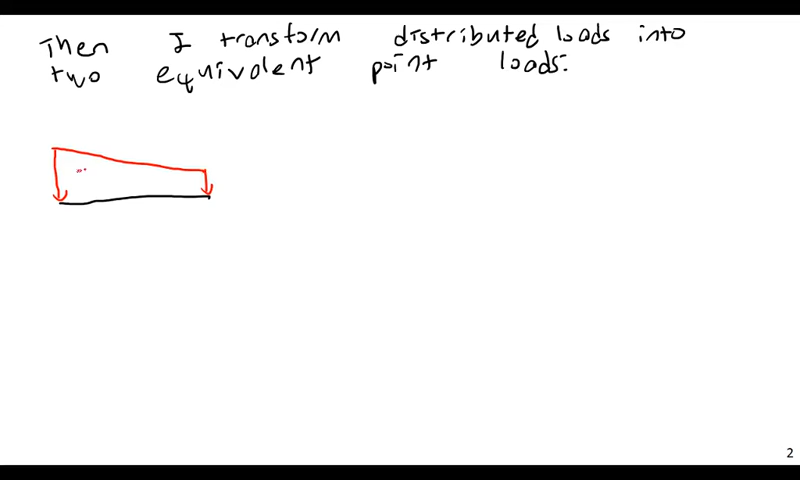 Then I transform distributed loads into
two equivalent point loads:
2